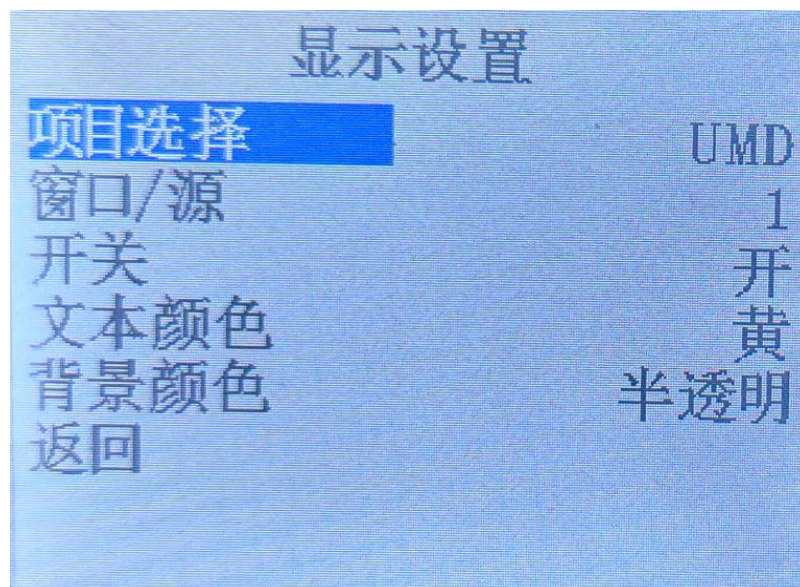 显示设置
项目选择 UMD
窗口/源 1
开关 开
文本颜色 黄
背景颜色 半透明
返回